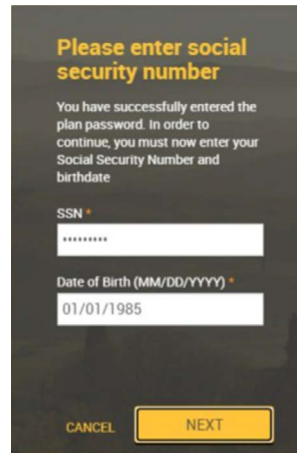 Please enter social
security number
You have successfully entered the
plan password. In order to
continue, you must now enter your
Social Security Number and
birthdate
SSN *
•••••••••
Date of Birth (MM/DD/YYYY) *
01/01/1985
CANCEL
NEXT